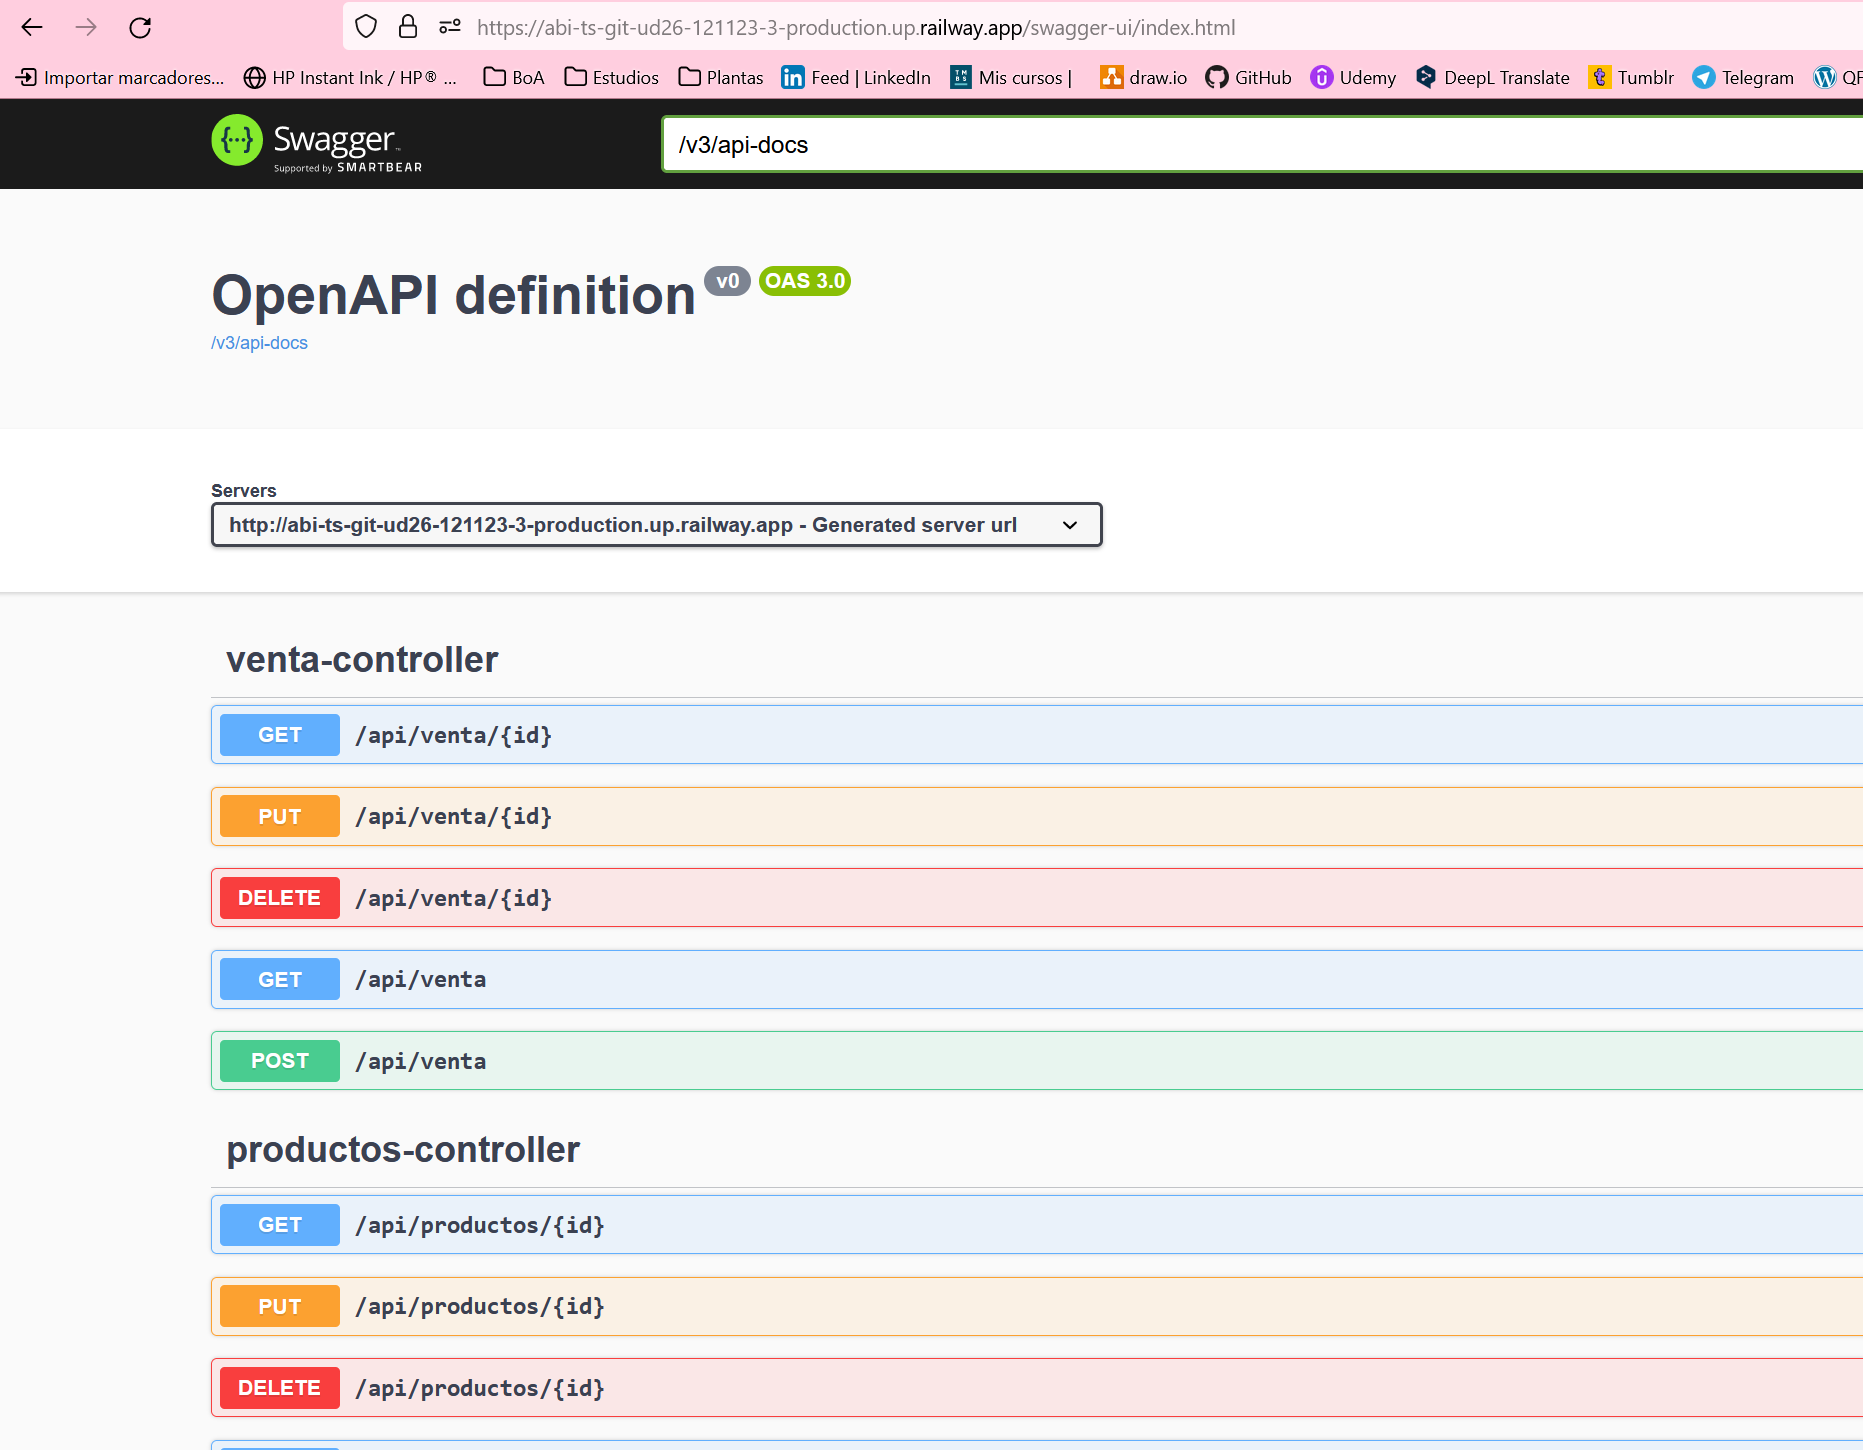 https://abi-ts-git-ud26-121123-3-production.up.railway.app/swagger-ui/index.html
Importar marcadores... HP Instant Ink / HP® ... BoA Estudios Plantas Feed | LinkedIn Mis cursos | draw.io GitHub Udemy DeepL Translate Tumblr Telegram
Swagger
Supported by SMARTBEAR
/v3/api-docs
OpenAPI definition v0 OAS 3.0
/v3/api-docs
Servers
http://abi-ts-git-ud26-121123-3-production.up.railway.app - Generated server url
venta-controller
GET /api/venta/{id}
PUT /api/venta/{id}
DELETE /api/venta/{id}
GET /api/venta
POST /api/venta
productos-controller
GET /api/productos/{id}
PUT /api/productos/{id}
DELETE /api/productos/{id}